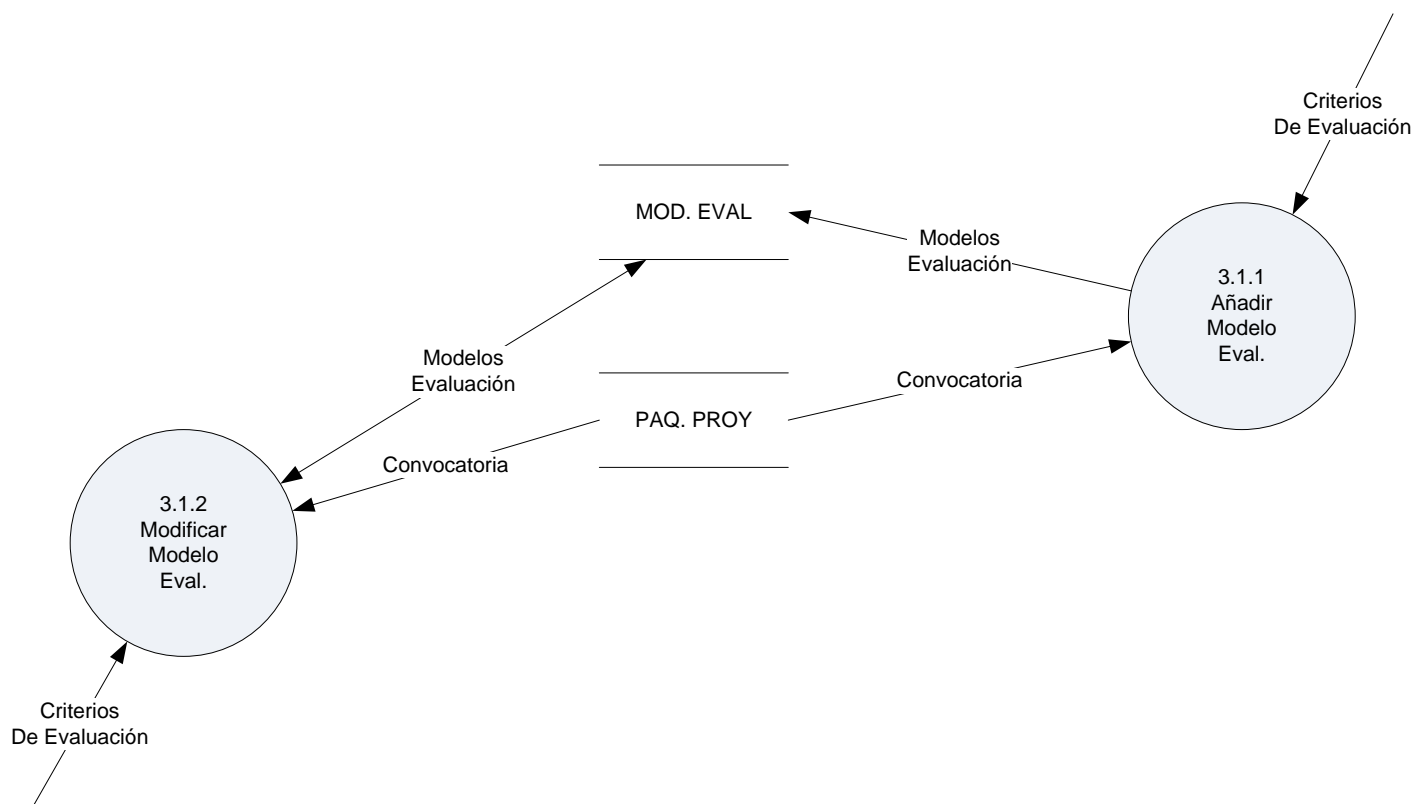 Criterios
De Evaluación
MOD. EVAL
Modelos
Evaluación
3.1.1
Añadir
Modelo
Eval.
Modelos
Evaluación
Convocatoria
PAQ. PROY
Convocatoria
3.1.2
Modificar
Modelo
Eval.
Criterios
De Evaluación